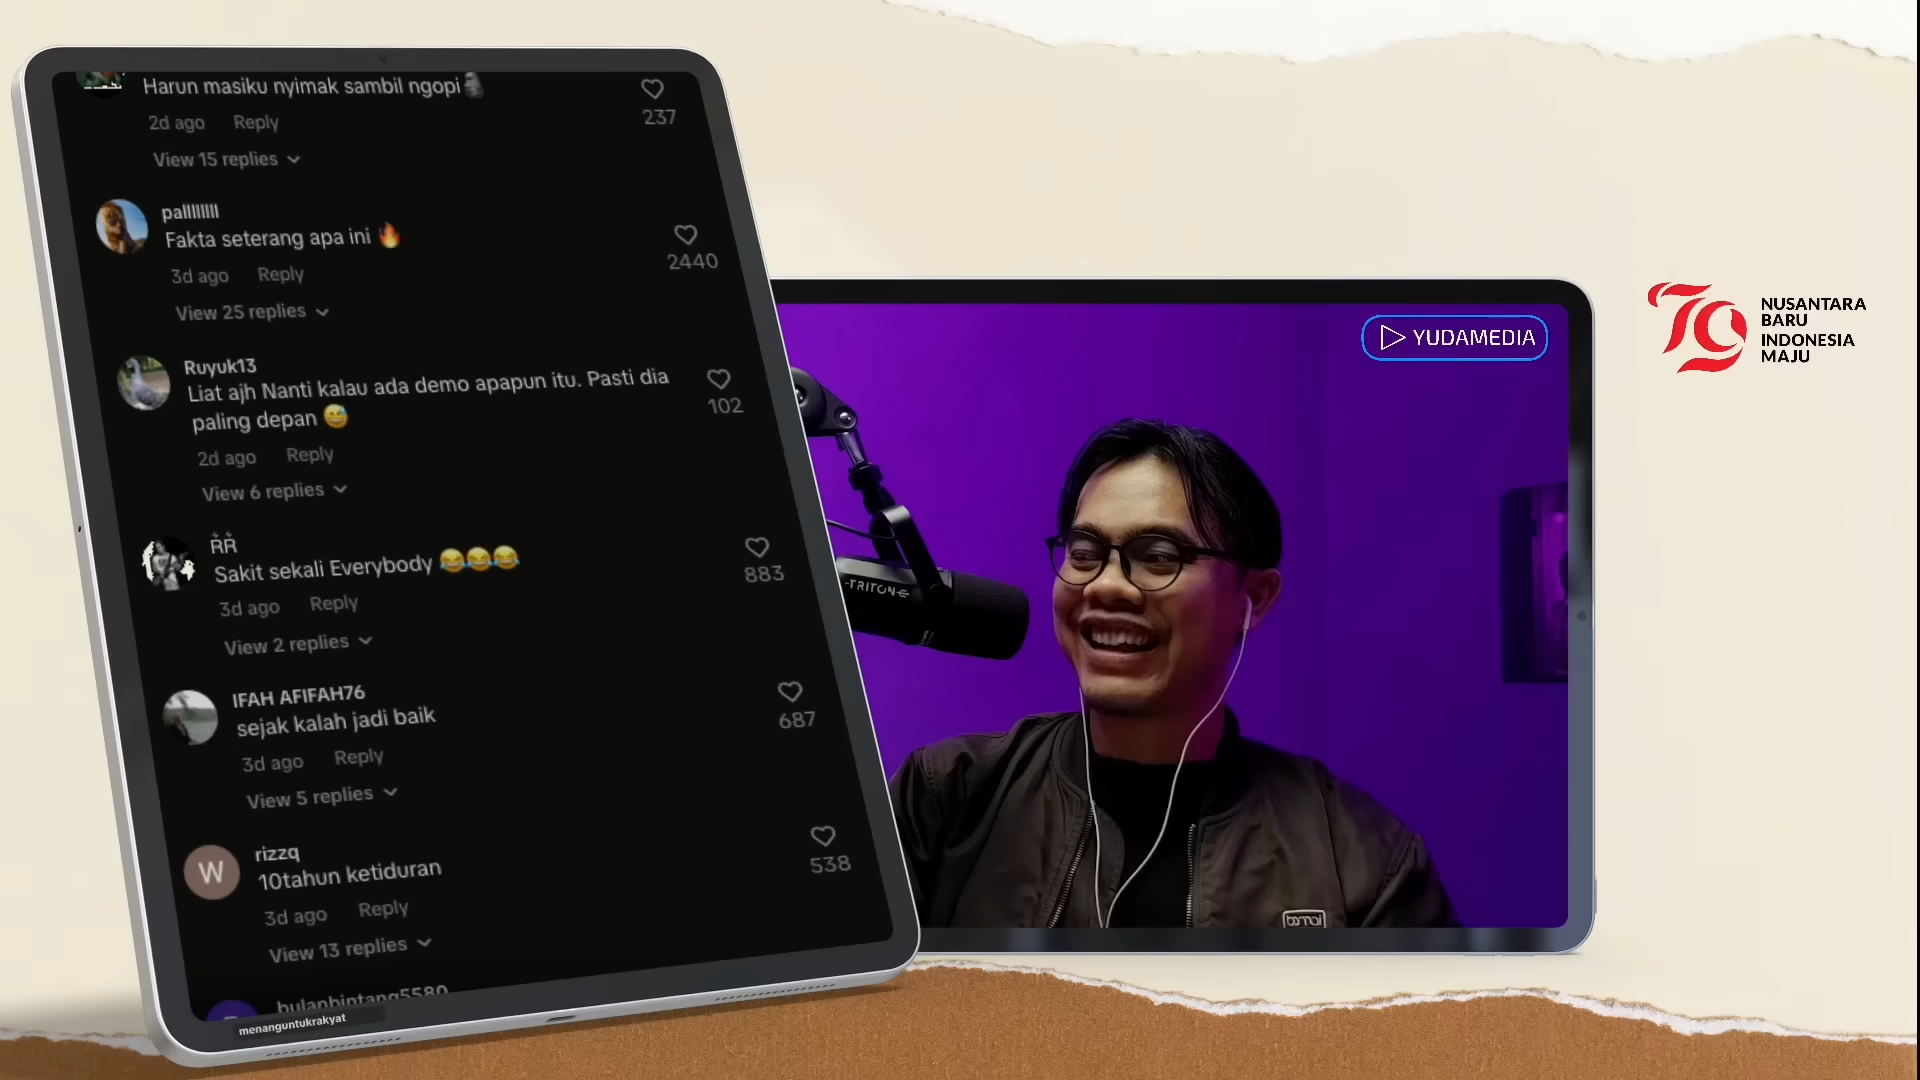 Harun masiku nyimak sambil ngopi🗿
2d ago Reply
237
View 15 replies
pallllllll
Fakta seterang apa ini 🔥
3d ago Reply
2440
View 25 replies
Ruyuk13
Liat ajh Nanti kalau ada demo apapun itu. Pasti dia
paling depan 😅
102
2d ago Reply
View 6 replies
Sakit sekali Everybody 😂😂😂
883
3d ago Reply
View 2 replies
IFAH AFIFAH76
sejak kalah jadi baik
687
3d ago Reply
View 5 replies
W
rizzq
10tahun ketiduran
538
3d ago Reply
View 13 replies
bulanbintang5580
menanguntukrakyat
YUDAMEDIA
TRITON
79
NUSANTARA
BARU
INDONESIA
MAJU